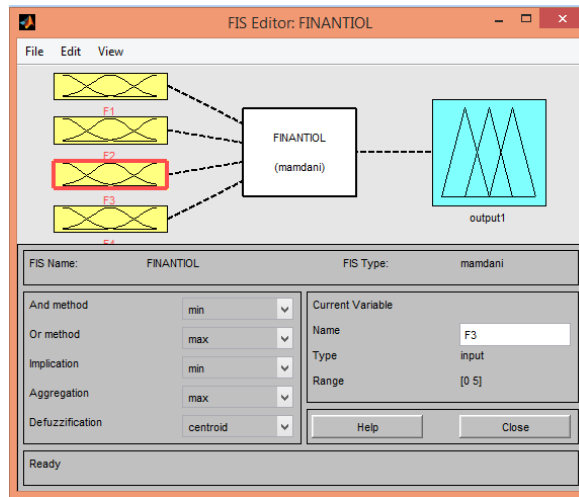 FIS Editor: FINANTIOL
File Edit View
F1
F2
F3
F4
FINANTIOL
(mamdani)
output1
FIS Name: FINANTIOL FIS Type: mamdani
And method min
Or method max
Implication min
Aggregation max
Defuzzification centroid
Current Variable
Name F3
Type input
Range [0 5]
Help Close
Ready